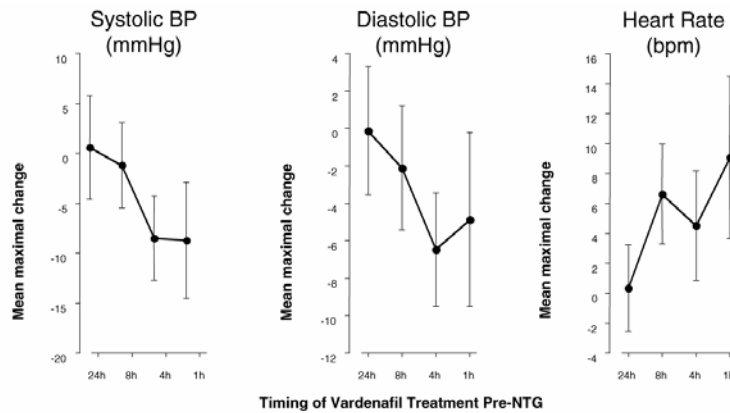 Systolic BP
(mmHg)
Mean maximal change
10
5
0
-5
-10
-15
-20
24h 8h 4h 1h
Diastolic BP
(mmHg)
Mean maximal change
4
2
0
-2
-4
-6
-8
-10
-12
24h 8h 4h 1h
Heart Rate
(bpm)
Mean maximal change
16
14
12
10
8
6
4
2
0
-2
-4
24h 8h 4h 1h
Timing of Vardenafil Treatment Pre-NTG